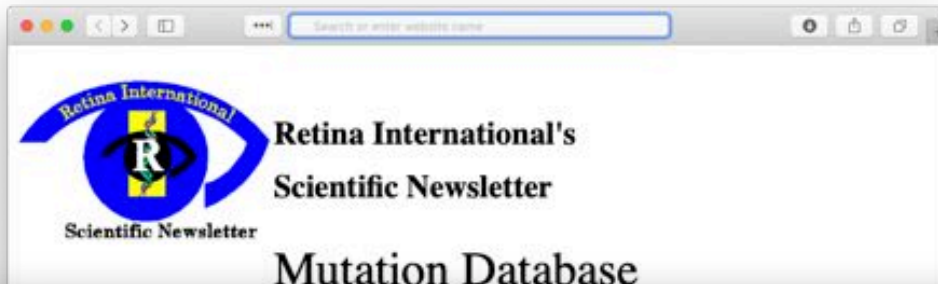 Search or enter website name
Retina International
R
Scientific Newsletter
Retina International's
Scientific Newsletter
Mutation Database